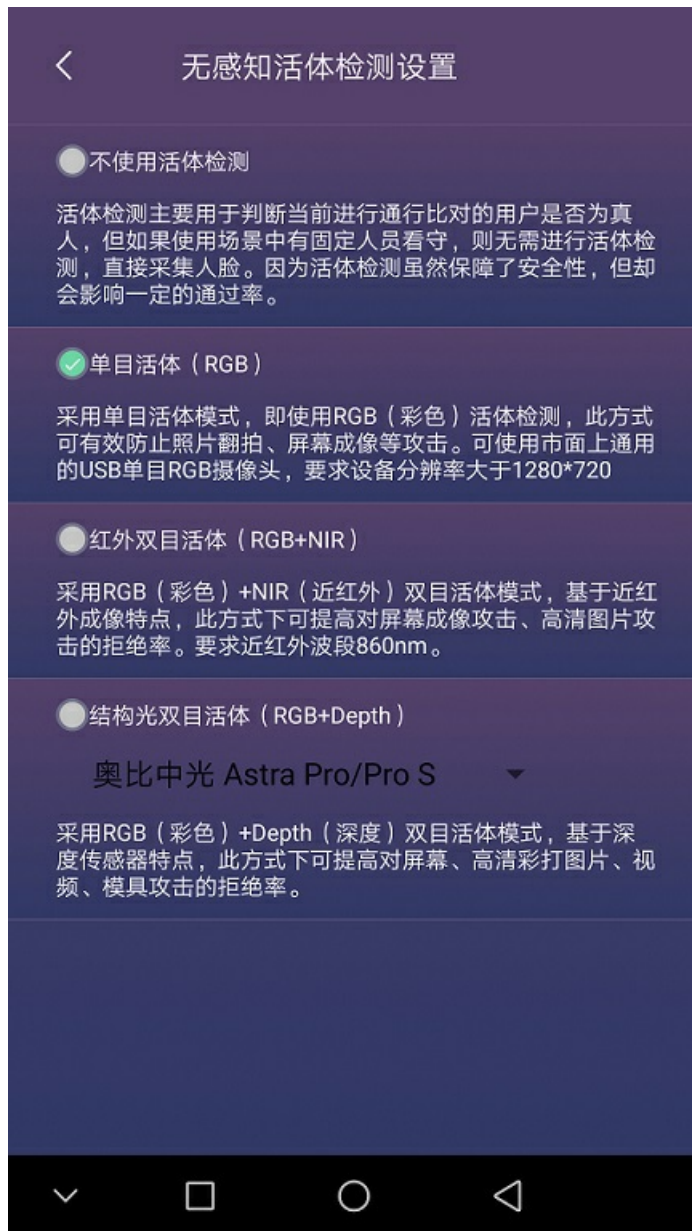 无感知活体检测设置
不使用活体检测
活体检测主要用于判断当前进行通行比对的用户是否为真
人，但如果使用场景中有固定人员看守，则无需进行活体检
测，直接采集人脸。因为活体检测虽然保障了安全性，但却
会影响一定的通过率。
单目活体（RGB）
采用单目活体模式，即使用RGB（彩色）活体检测，此方式
可有效防止照片翻拍、屏幕成像等攻击。可使用市面上通用
的USB单目RGB摄像头，要求设备分辨率大于1280*720
红外双目活体（RGB+NIR）
采用RGB（彩色）+NIR（近红外）双目活体模式，基于近红
外成像特点，此方式下可提高对屏幕成像攻击、高清图片攻
击的拒绝率。要求近红外波段860nm。
结构光双目活体（RGB+Depth）
奥比中光 Astra Pro/Pro S
采用RGB（彩色）+Depth（深度）双目活体模式，基于深
度传感器特点，此方式下可提高对屏幕、高清彩打图片、视
频、模具攻击的拒绝率。